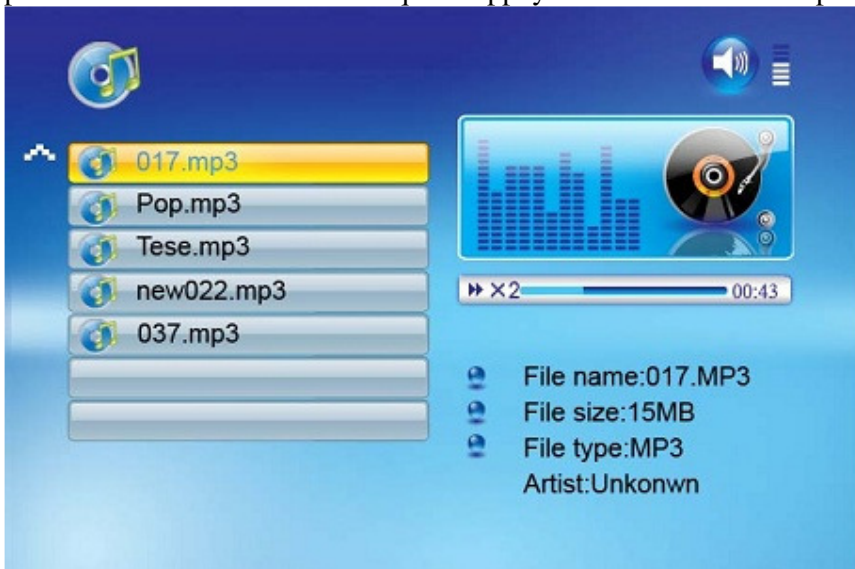 017.mp3
Pop.mp3
Tese.mp3
new022.mp3
037.mp3
×2 00:43
File name:017.MP3
File size:15MB
File type:MP3
Artist:Unkonwn